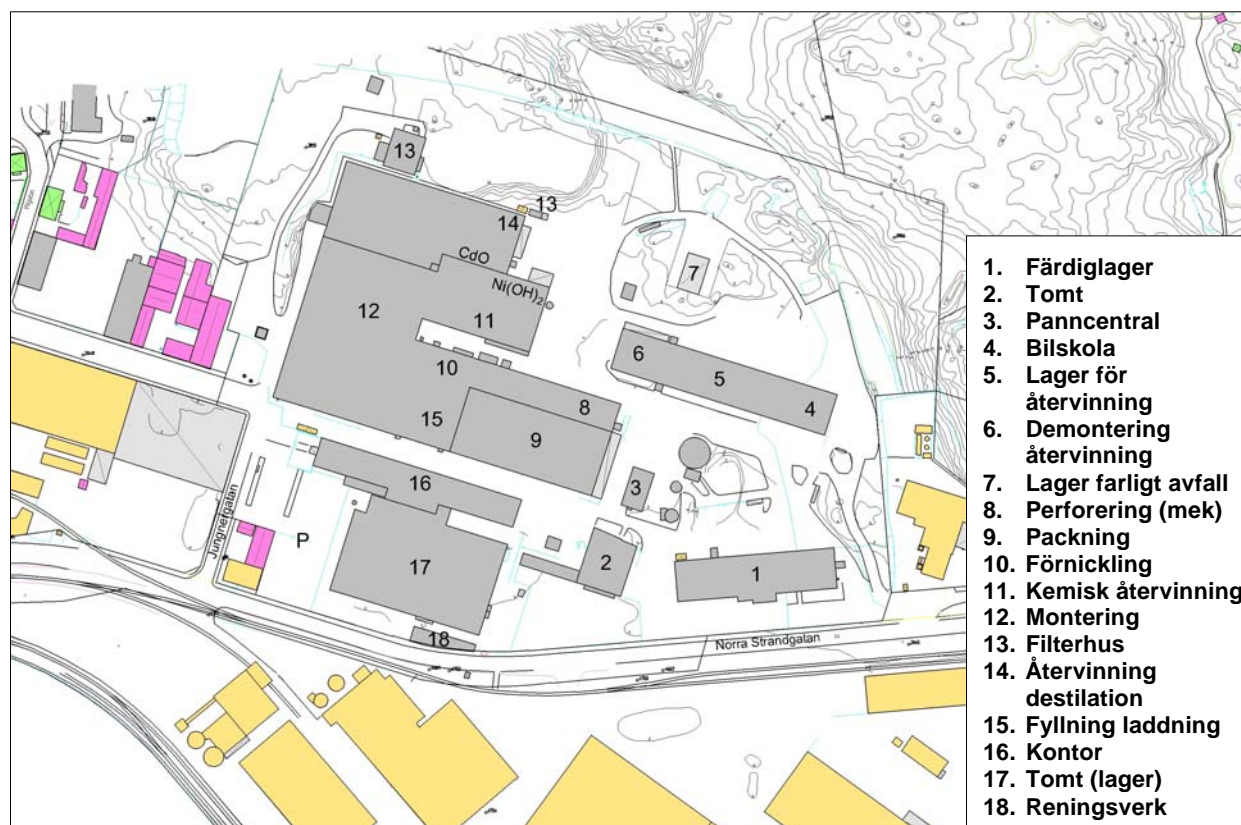 13
13
14
CdO
7
Ni(OH)2
12
11
6
10
5
8
4
15
9
16
3
Jungnergatan
P
2
17
1
18
Norra Strandgatan
1. Färdiglager
2. Tomt
3. Panncentral
4. Bilskola
5. Lager för
återvinning
6. Demontering
återvinning
7. Lager farligt avfall
8. Perforering (mek)
9. Packning
10. Förnickling
11. Kemisk återvinning
12. Montering
13. Filterhus
14. Återvinning
destilation
15. Fyllning laddning
16. Kontor
17. Tomt (lager)
18. Reningsverk